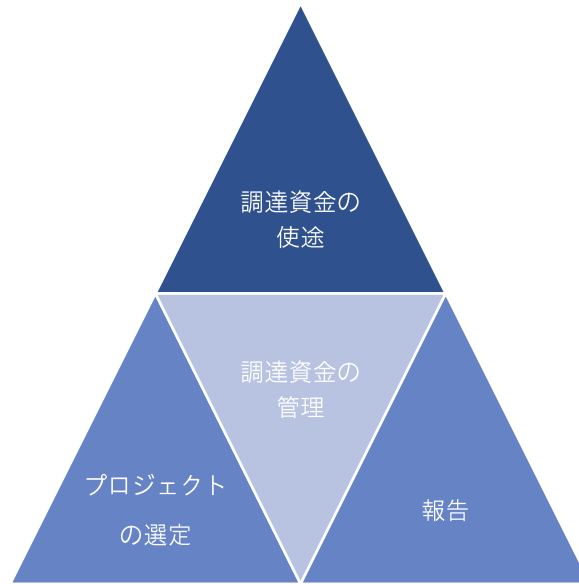 調達資金の
使途
調達資金の
管理
プロジェクト
の選定
報告